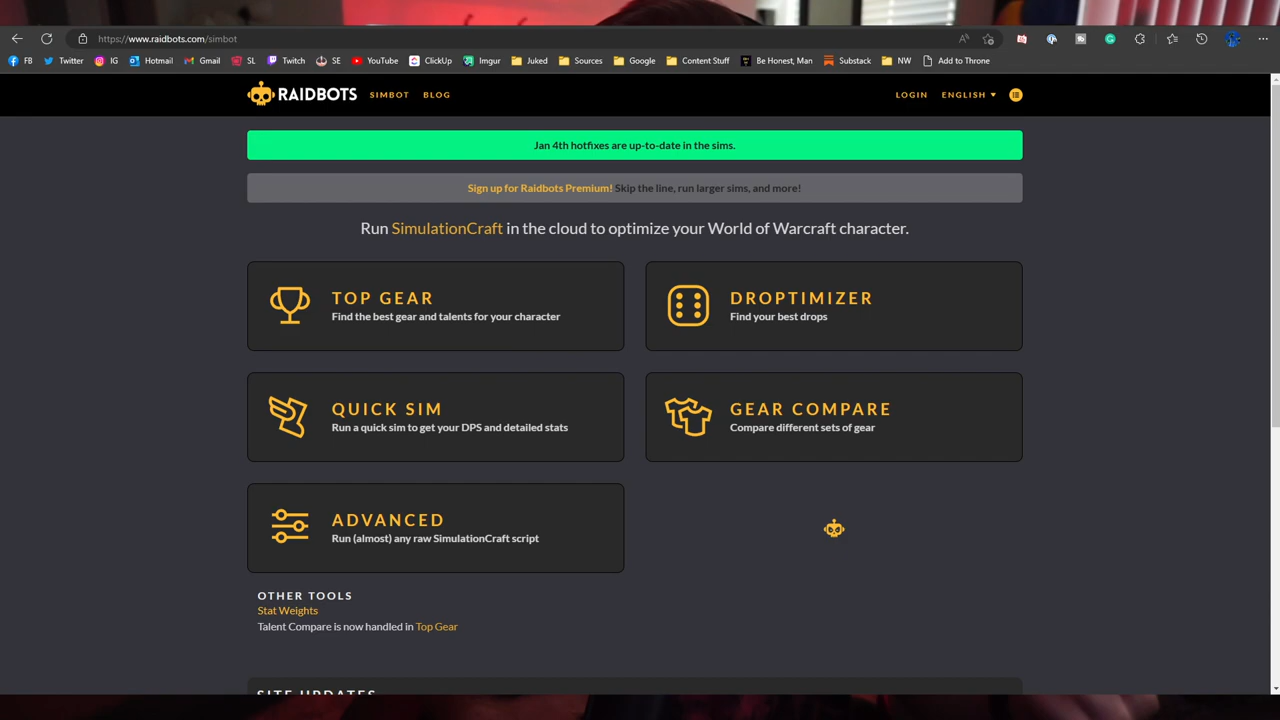 https://www.raidbots.com/simbot
FB Twitter IG Hotmail Gmail SL Twitch SE YouTube ClickUp Imgur Juked Sources Google Content Stuff Be Honest, Man Substack NW Add to Throne
RAIDBOTS SIMBOT BLOG LOGIN ENGLISH
Jan 4th hotfixes are up-to-date in the sims.
Sign up for Raidbots Premium! Skip the line, run larger sims, and more!
Run SimulationCraft in the cloud to optimize your World of Warcraft character.
TOP GEAR
Find the best gear and talents for your character
DROPTIMIZER
Find your best drops
QUICK SIM
Run a quick sim to get your DPS and detailed stats
GEAR COMPARE
Compare different sets of gear
ADVANCED
Run (almost) any raw SimulationCraft script
OTHER TOOLS
Stat Weights
Talent Compare is now handled in Top Gear
SITE UPDATES